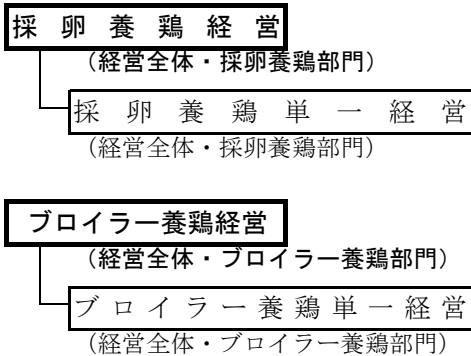 採卵養鶏経営
（経営全体・採卵養鶏部門）
採卵養鶏単一経営
（経営全体・採卵養鶏部門）
ブロイラー養鶏経営
（経営全体・ブロイラー養鶏部門）
ブロイラー養鶏単一経営
（経営全体・ブロイラー養鶏部門）